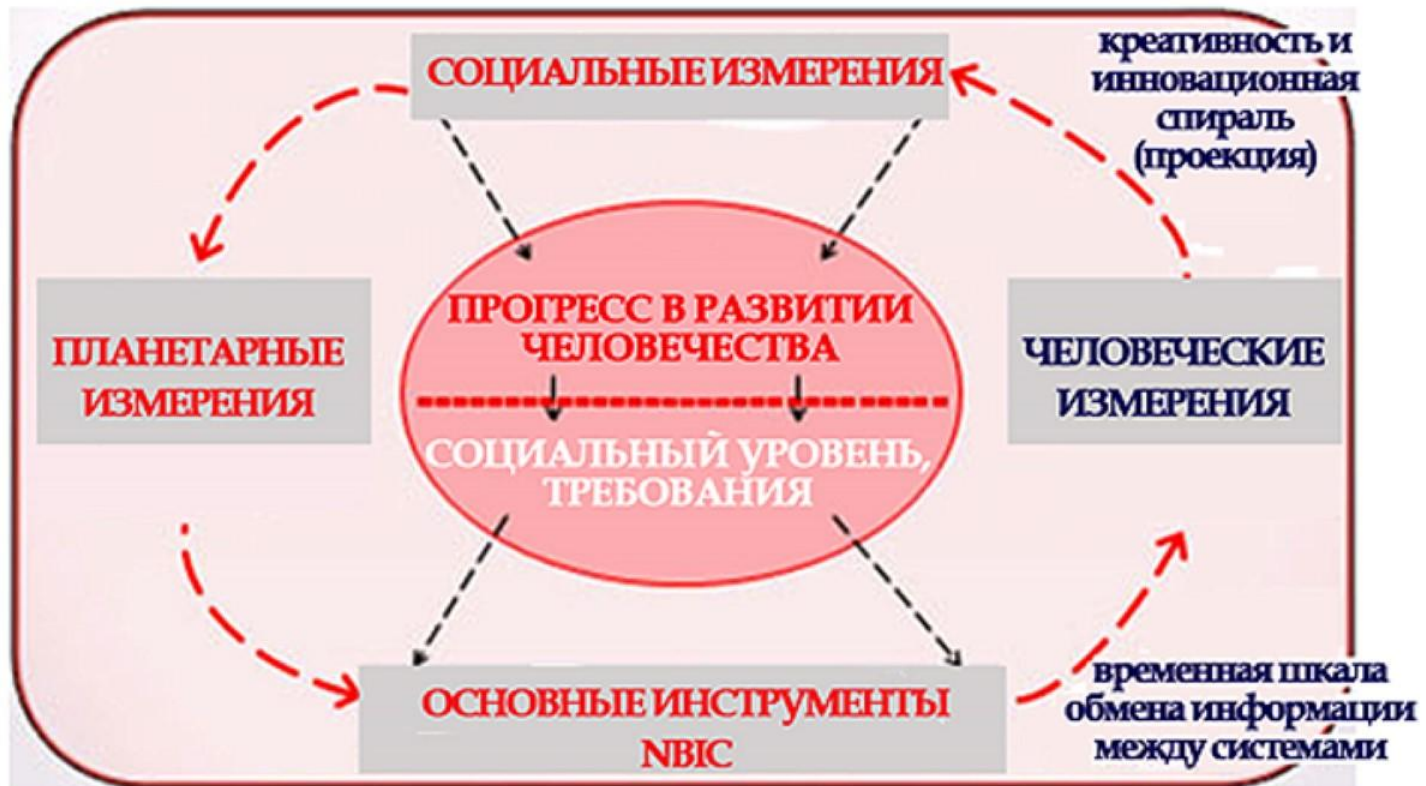 СОЦИАЛЬНЫЕ ИЗМЕРЕНИЯ
креативность и
инновационная
спираль
(проекция)
ПЛАНЕТАРНЫЕ
ИЗМЕРЕНИЯ
ПРОГРЕСС В РАЗВИТИИ
ЧЕЛОВЕЧЕСТВА
СОЦИАЛЬНЫЙ УРОВЕНЬ,
ТРЕБОВАНИЯ
ЧЕЛОВЕЧЕСКИЕ
ИЗМЕРЕНИЯ
ОСНОВНЫЕ ИНСТРУМЕНТЫ
NBIC
временная шкала
обмена информации
между системами